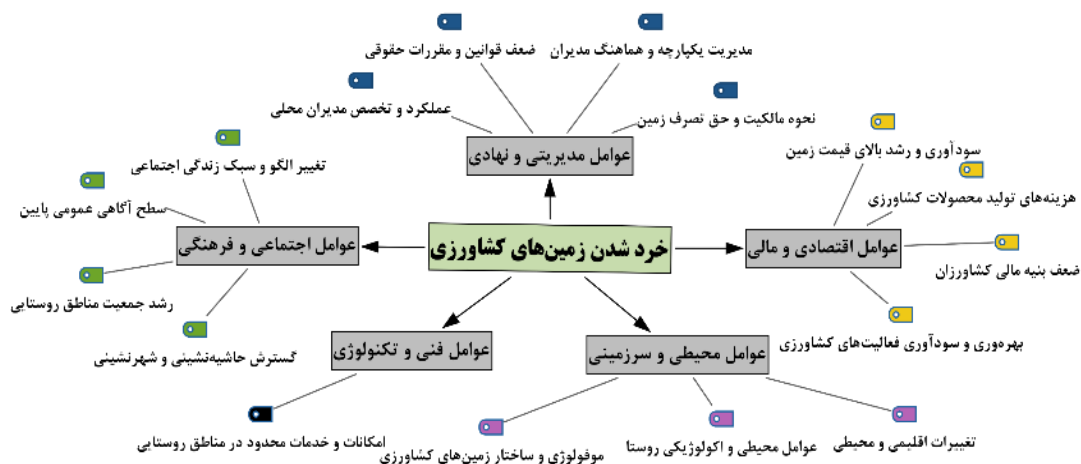 ضعف قوانین و مقررات حقوقی
مدیریت یکپارچه و هماهنگ مدیران
عملکرد و تخصص مدیران محلی
نحوه مالکیت و حق تصرف زمین
عوامل مدیریتی و نهادی
سودآوری و رشد بالای قیمت زمین
هزینه‌های تولید محصولات کشاورزی
عوامل اقتصادی و مالی
ضعف بنیه مالی کشاورزان
بهره‌وری و سودآوری فعالیت‌های کشاورزی
خرد شدن زمین‌های کشاورزی
تغییر الگو و سبک زندگی اجتماعی
سطح آگاهی عمومی پایین
عوامل اجتماعی و فرهنگی
رشد جمعیت مناطق روستایی
گسترش حاشیه‌نشینی و شهرنشینی
عوامل محیطی و سرزمینی
عوامل فنی و تکنولوژی
تغییرات اقلیمی و محیطی
عوامل محیطی و اکولوژیکی روستا
موفولوژی و ساختار زمین‌های کشاورزی
امکانات و خدمات محدود در مناطق روستایی